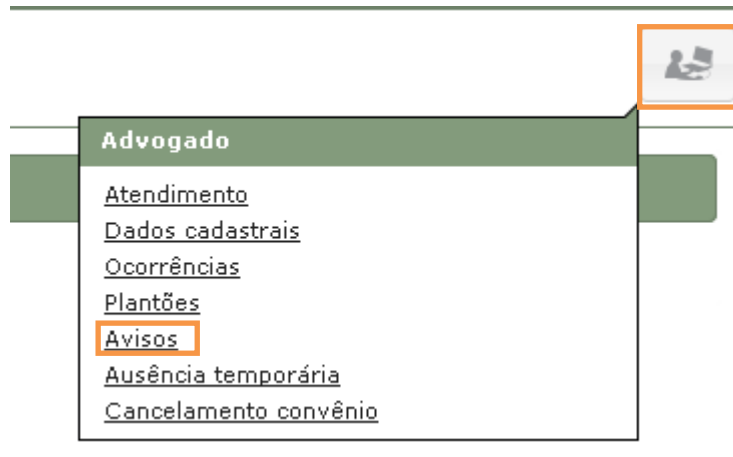 Advogado
Atendimento
Dados cadastrais
Ocorrências
Plantões
Avisos
Ausência temporária
Cancelamento convênio